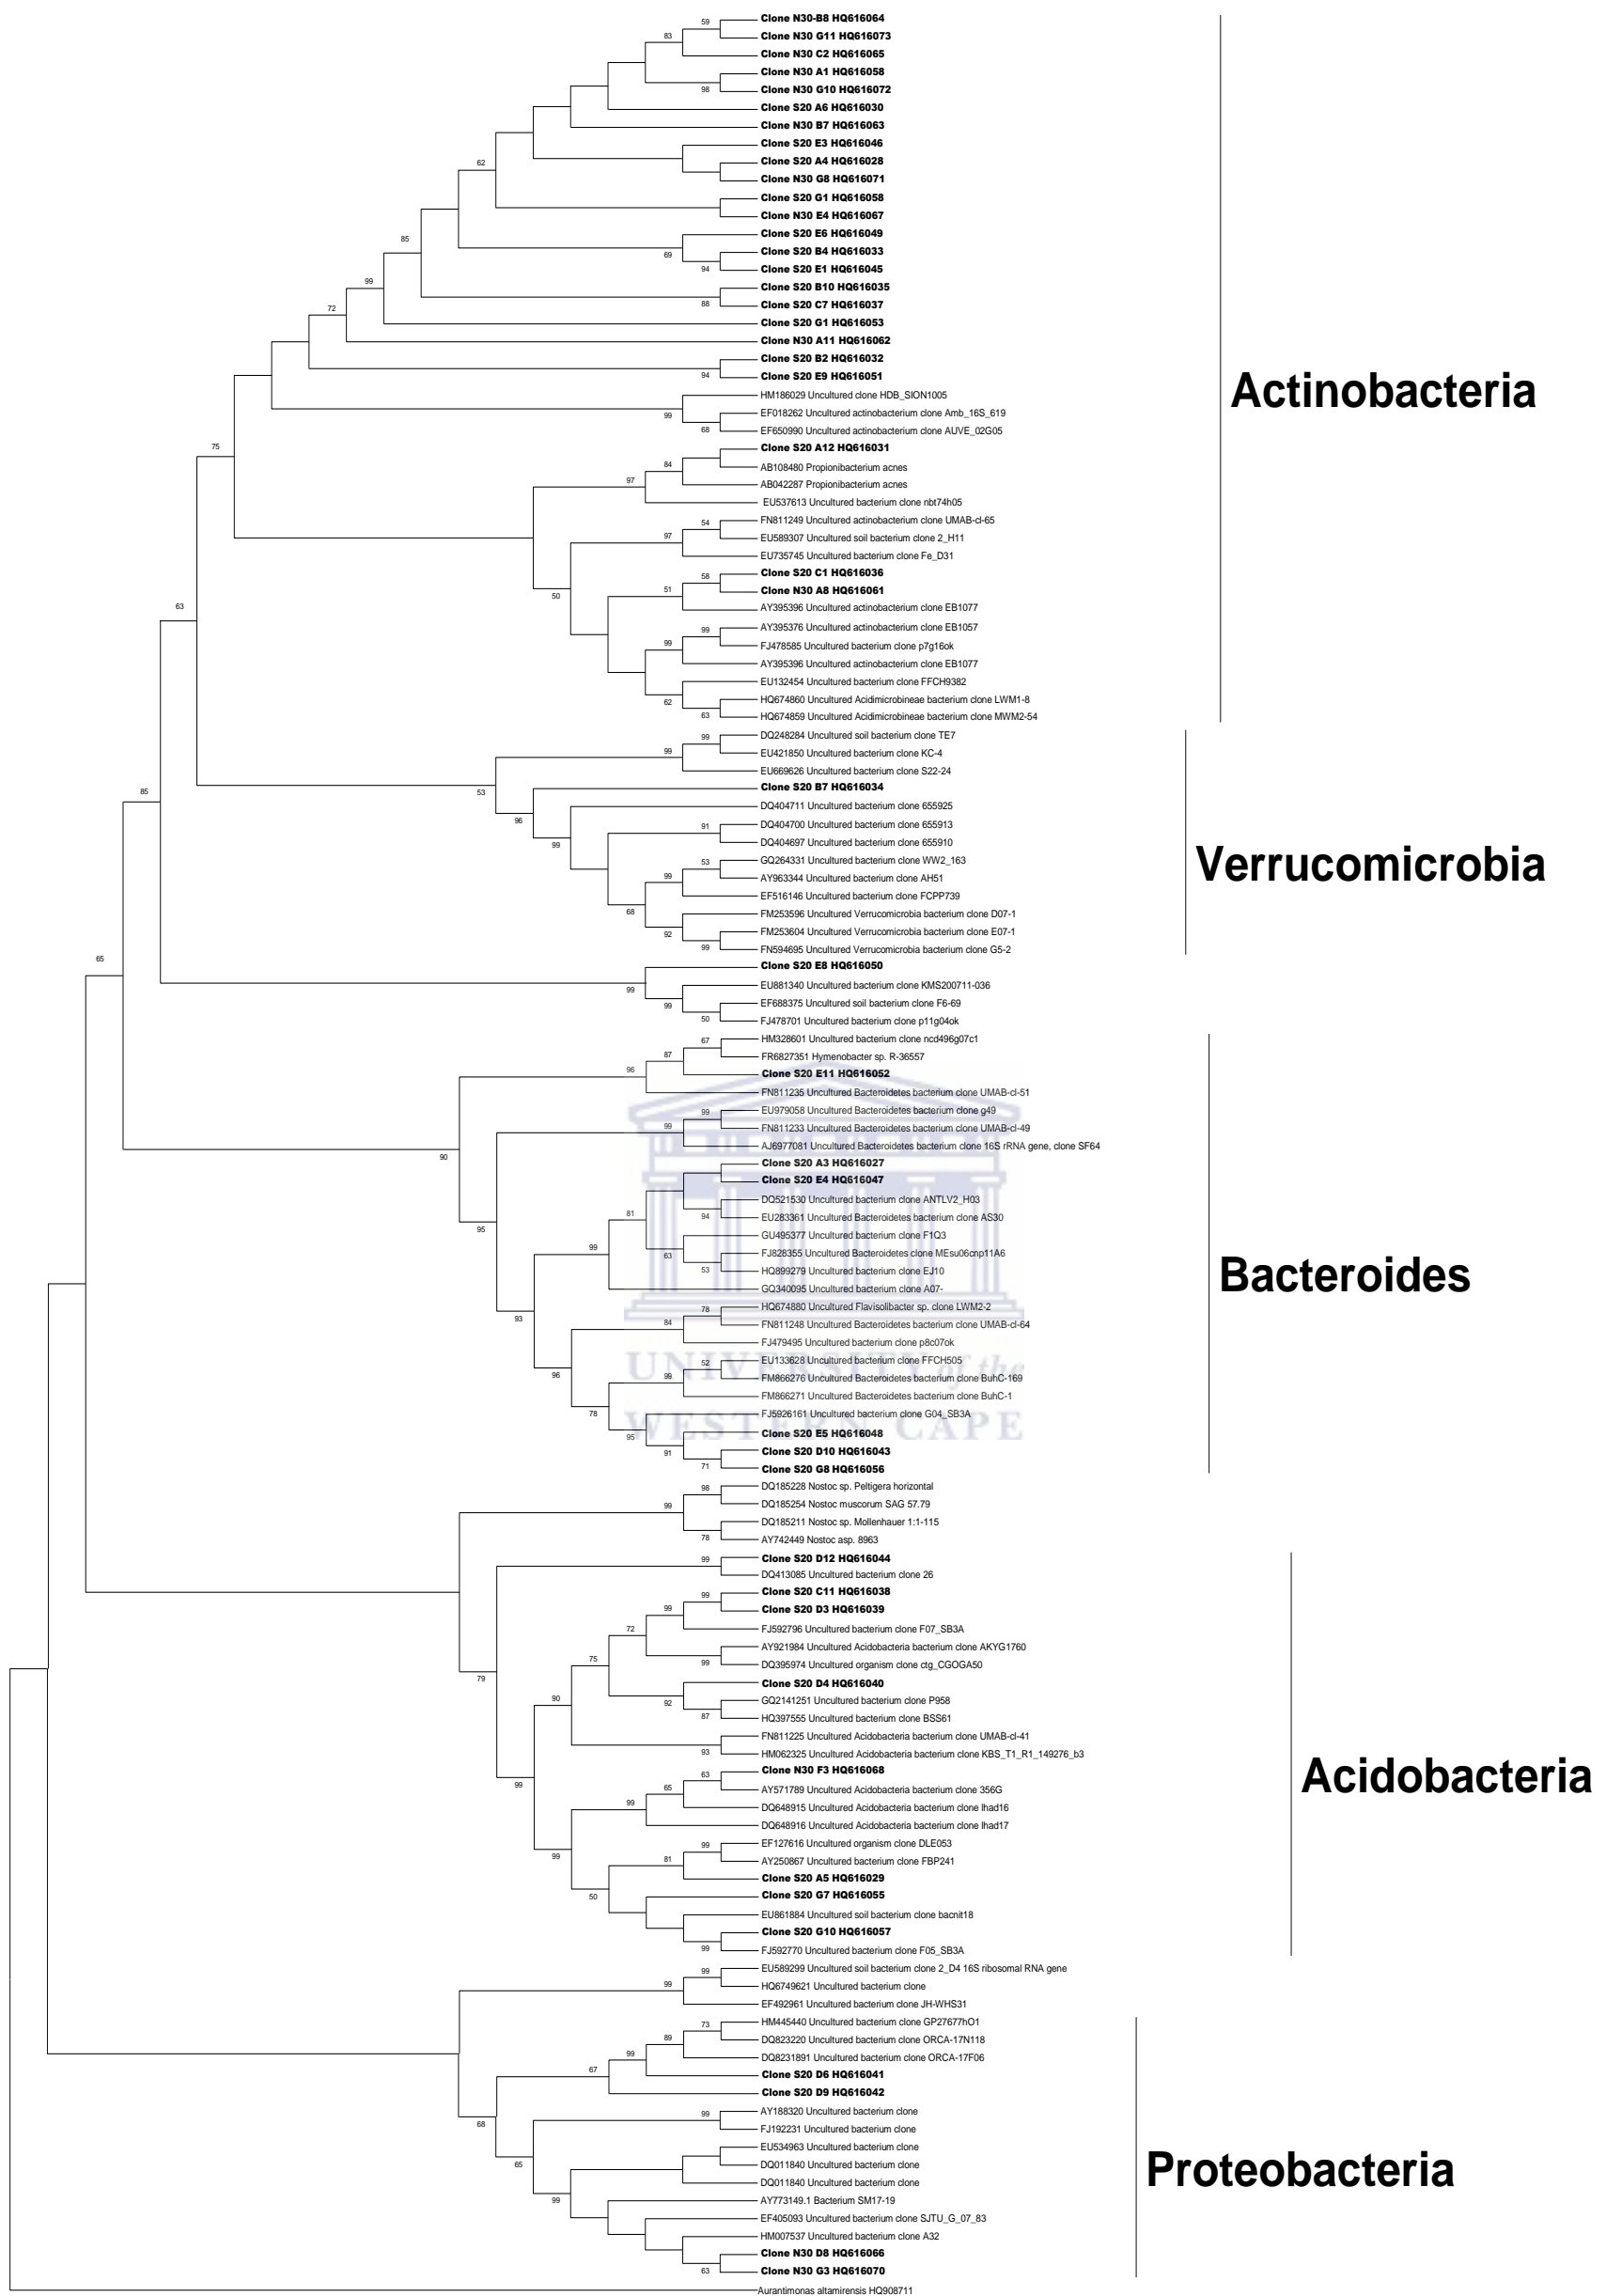 Clone N30-B8 HQ616064
59
83
Clone N30 G11 HQ616073
Clone N30 C2 HQ616065
Clone N30 A1 HQ616058
98
Clone N30 G10 HQ616072
Clone S20 A6 HQ616030
Clone N30 B7 HQ616063
Clone S20 E3 HQ616046
62
Clone S20 A4 HQ616028
Clone N30 G8 HQ616071
Clone S20 G1 HQ616058
Clone N30 E4 HQ616067
85
Clone S20 E6 HQ616049
69
Clone S20 B4 HQ616033
94
Clone S20 E1 HQ616045
99
Clone S20 B10 HQ616035
88
Clone S20 C7 HQ616037
72
Clone S20 G1 HQ616053
Clone N30 A11 HQ616062
Clone S20 B2 HQ616032
94
Clone S20 E9 HQ616051
Actinobacteria
HM186029 Uncultured clone HDB_SION1005
99
EF018262 Uncultured actinobacterium clone Amb_16S_619
68
EF650990 Uncultured actinobacterium clone AUVE_02G05
75
Clone S20 A12 HQ616031
84
AB108480 Propionibacterium acnes
97
AB042287 Propionibacterium acnes
EU537613 Uncultured bacterium clone nbt74h05
FN811249 Uncultured actinobacterium clone UMAB-cl-65
54
97
EU589307 Uncultured soil bacterium clone 2_H11
EU735745 Uncultured bacterium clone Fe_D31
Clone S20 C1 HQ616036
58
50
51
Clone N30 A8 HQ616061
63
AY395396 Uncultured actinobacterium clone EB1077
AY395376 Uncultured actinobacterium clone EB1057
99
99
FJ478585 Uncultured bacterium clone p7g16ok
AY395396 Uncultured actinobacterium clone EB1077
EU132454 Uncultured bacterium clone FFCH9382
62
HQ674860 Uncultured Acidimicrobineae bacterium clone LWM1-8
63
HQ674859 Uncultured Acidimicrobineae bacterium clone MWM2-54
DQ248284 Uncultured soil bacterium clone TE7
99
99
EU421850 Uncultured bacterium clone KC-4
EU669626 Uncultured bacterium clone S22-24
85
53
Clone S20 B7 HQ616034
96
DQ404711 Uncultured bacterium clone 655925
99
DQ404700 Uncultured bacterium clone 655913
91
DQ404697 Uncultured bacterium clone 655910
Verrucomicrobia
GQ264331 Uncultured bacterium clone WW2_163
53
99
AY963344 Uncultured bacterium clone AH51
EF516146 Uncultured bacterium clone FCPP739
68
FM253596 Uncultured Verrucomicrobia bacterium clone D07-1
92
FM253604 Uncultured Verrucomicrobia bacterium clone E07-1
99
FN594695 Uncultured Verrucomicrobia bacterium clone G5-2
65
Clone S20 E8 HQ616050
99
EU881340 Uncultured bacterium clone KMS200711-036
99
EF688375 Uncultured soil bacterium clone F6-69
50
FJ478701 Uncultured bacterium clone p11g04ok
HM328601 Uncultured bacterium clone ncd496g07c1
67
87
FR6827351 Hymenobacter sp. R-36557
96
Clone S20 E11 HQ616052
FN811235 Uncultured Bacteroidetes bacterium clone UMAB-cl-51
EU979058 Uncultured Bacteroidetes bacterium clone g49
99
99
FN811233 Uncultured Bacteroidetes bacterium clone UMAB-cl-49
90
AJ6977081 Uncultured Bacteroidetes bacterium clone 16S rRNA gene, clone SF64
Clone S20 A3 HQ616027
Clone S20 E4 HQ616047
81
DQ521530 Uncultured bacterium clone ANTLV2_H03
95
94
EU283361 Uncultured Bacteroidetes bacterium clone AS30
99
GU495377 Uncultured bacterium clone F1Q3
63
FJ828355 Uncultured Bacteroidetes clone MEsu06cnp11A6
53
HQ899279 Uncultured bacterium clone EJ10
Bacteroides
GQ340095 Uncultured bacterium clone A07-
93
HQ674880 Uncultured Flavisolibacter sp. clone LWM2-2
78
84
FN811248 Uncultured Bacteroidetes bacterium clone UMAB-cl-64
FJ479495 Uncultured bacterium clone p8c07ok
96
EU133628 Uncultured bacterium clone FFCH505
52
99
FM866276 Uncultured Bacteroidetes bacterium clone BuhC-169
UNIVERSITY of the
FM866271 Uncultured Bacteroidetes bacterium clone BuhC-1
78
FJ5926161 Uncultured bacterium clone G04_SB3A
WESTERN CAPE
95
Clone S20 E5 HQ616048
91
Clone S20 D10 HQ616043
71
Clone S20 G8 HQ616056
DQ185228 Nostoc sp. Peltigera horizontal
98
99
DQ185254 Nostoc muscorum SAG 57.79
DQ185211 Nostoc sp. Mollenhauer 1:1-115
78
AY742449 Nostoc asp. 8963
Clone S20 D12 HQ616044
99
DQ413085 Uncultured bacterium clone 26
Clone S20 C11 HQ616038
99
99
Clone S20 D3 HQ616039
72
FJ592796 Uncultured bacterium clone F07_SB3A
AY921984 Uncultured Acidobacteria bacterium clone AKYG1760
75
99
DQ395974 Uncultured organism clone ctg_CGOGA50
79
Clone S20 D4 HQ616040
90
92
GQ2141251 Uncultured bacterium clone P958
87
HQ397555 Uncultured bacterium clone BSS61
FN811225 Uncultured Acidobacteria bacterium clone UMAB-cl-41
93
HM062325 Uncultured Acidobacteria bacterium clone KBS_T1_R1_149276_b3
Clone N30 F3 HQ616068
63
Acidobacteria
99
65
AY571789 Uncultured Acidobacteria bacterium clone 356G
99
DQ648915 Uncultured Acidobacteria bacterium clone Ihad16
DQ648916 Uncultured Acidobacteria bacterium clone Ihad17
EF127616 Uncultured organism clone DLE053
99
99
81
AY250867 Uncultured bacterium clone FBP241
Clone S20 A5 HQ616029
50
Clone S20 G7 HQ616055
EU861884 Uncultured soil bacterium clone bacnit18
Clone S20 G10 HQ616057
99
FJ592770 Uncultured bacterium clone F05_SB3A
EU589299 Uncultured soil bacterium clone 2_D4 16S ribosomal RNA gene
99
99
HQ6749621 Uncultured bacterium clone
EF492961 Uncultured bacterium clone JH-WHS31
HM445440 Uncultured bacterium clone GP27677hO1
73
89
DQ823220 Uncultured bacterium clone ORCA-17N118
99
DQ8231891 Uncultured bacterium clone ORCA-17F06
67
Clone S20 D6 HQ616041
Clone S20 D9 HQ616042
AY188320 Uncultured bacterium clone
99
68
FJ192231 Uncultured bacterium clone
EU534963 Uncultured bacterium clone
65
DQ011840 Uncultured bacterium clone
Proteobacteria
DQ011840 Uncultured bacterium clone
99
AY773149.1 Bacterium SM17-19
EF405093 Uncultured bacterium clone SJTU_G_07_83
HM007537 Uncultured bacterium clone A32
Clone N30 D8 HQ616066
63
Clone N30 G3 HQ616070
Aurantimonas altamirensis HQ908711